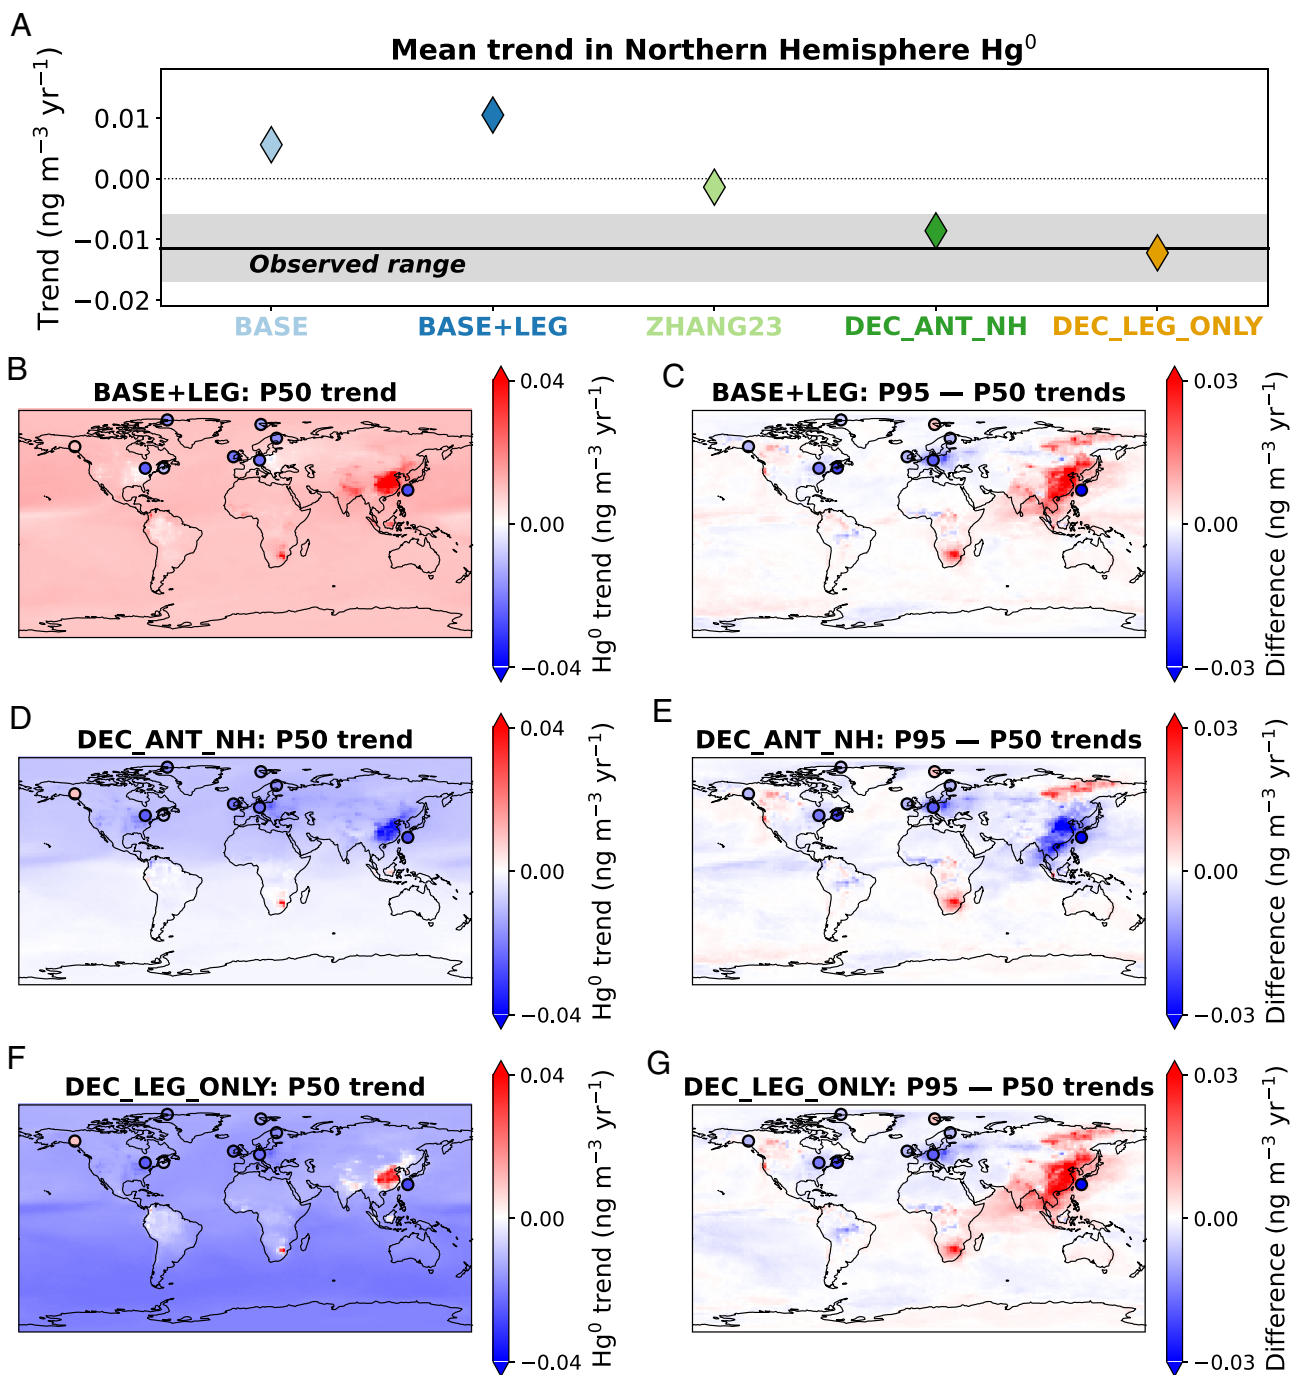 A
Mean trend in Northern Hemisphere Hg⁰
Trend (ng m⁻³ yr⁻¹)
0.01
0.00
−0.01
−0.02
Observed range
BASE
BASE+LEG
ZHANG23
DEC_ANT_NH
DEC_LEG_ONLY
B
BASE+LEG: P50 trend
0.04
0.00
−0.04
Hg⁰ trend (ng m⁻³ yr⁻¹)
C
BASE+LEG: P95 — P50 trends
0.03
0.00
−0.03
Difference (ng m⁻³ yr⁻¹)
D
DEC_ANT_NH: P50 trend
0.04
0.00
−0.04
Hg⁰ trend (ng m⁻³ yr⁻¹)
E
DEC_ANT_NH: P95 — P50 trends
0.03
0.00
−0.03
Difference (ng m⁻³ yr⁻¹)
F
DEC_LEG_ONLY: P50 trend
0.04
0.00
−0.04
Hg⁰ trend (ng m⁻³ yr⁻¹)
G
DEC_LEG_ONLY: P95 — P50 trends
0.03
0.00
−0.03
Difference (ng m⁻³ yr⁻¹)